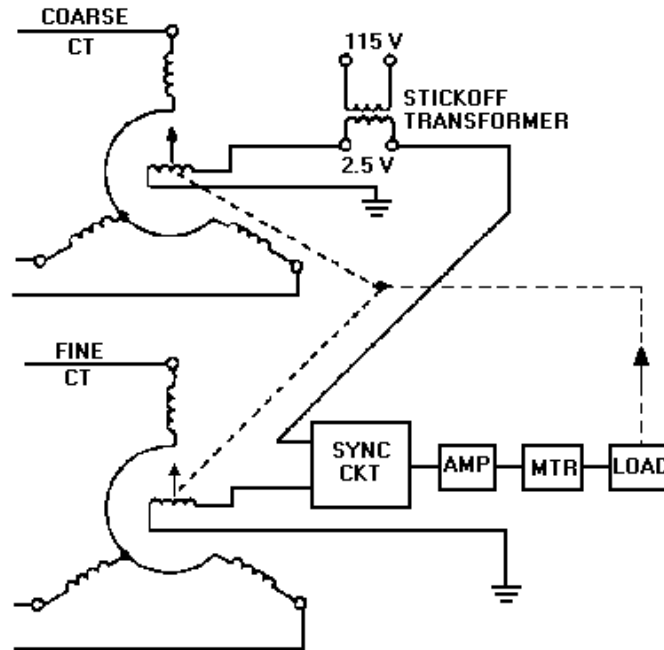 COARSE
CT
115 V
STICKOFF
TRANSFORMER
2.5 V
FINE
CT
SYNC
CKT
AMP
MTR
LOAD